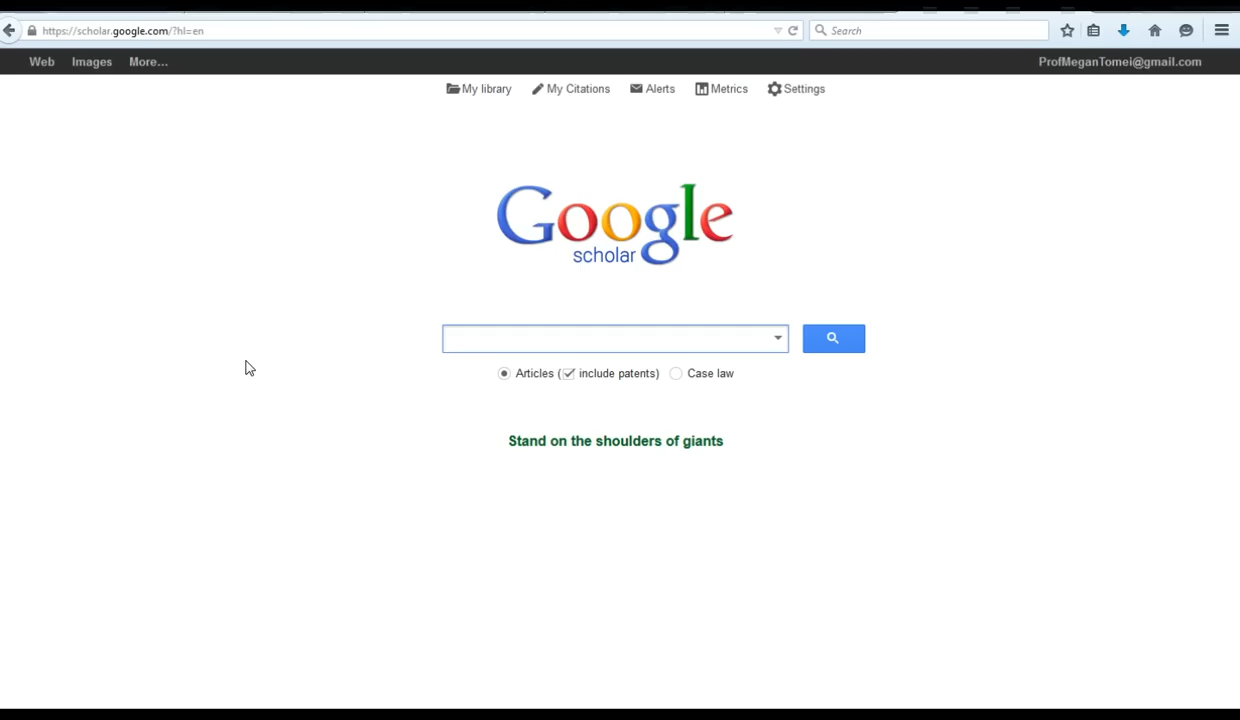 https://scholar.google.com/?hl=en
Search
Web Images More... ProfMeganTomei@gmail.com
My library My Citations Alerts Metrics Settings
Google
scholar
Articles (include patents) Case law
Stand on the shoulders of giants